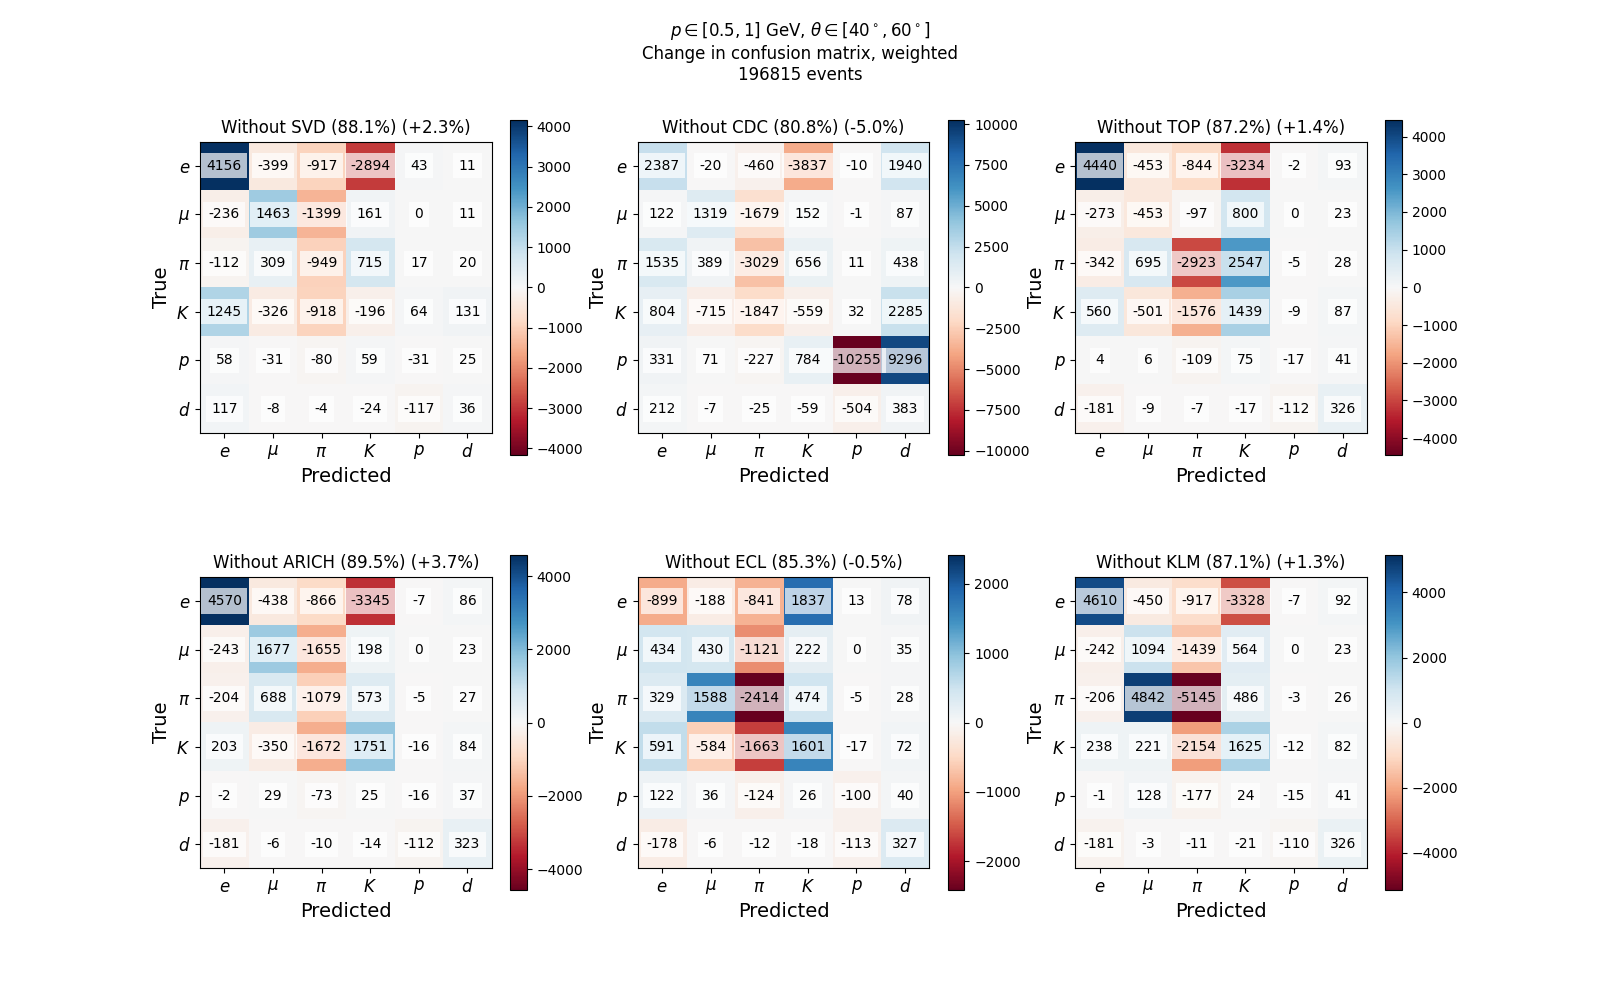 p ∈ [0.5, 1] GeV, θ ∈ [40°, 60°]
Change in confusion matrix, weighted
196815 events
Without SVD (88.1%) (+2.3%)
e 4156 -399 -917 -2894 43 11
μ -236 1463 -1399 161 0 11
π -112 309 -949 715 17 20
K 1245 -326 -918 -196 64 131
p 58 -31 -80 59 -31 25
d 117 -8 -4 -24 -117 36
e μ π K p d
Predicted
True
4000
3000
2000
1000
0
−1000
−2000
−3000
−4000
Without CDC (80.8%) (-5.0%)
e 2387 -20 -460 -3837 -10 1940
μ 122 1319 -1679 152 -1 87
π 1535 389 -3029 656 11 438
K 804 -715 -1847 -559 32 2285
p 331 71 -227 784 -10255 9296
d 212 -7 -25 -59 -504 383
e μ π K p d
Predicted
True
10000
7500
5000
2500
0
−2500
−5000
−7500
−10000
Without TOP (87.2%) (+1.4%)
e 4440 -453 -844 -3234 -2 93
μ -273 -453 -97 800 0 23
π -342 695 -2923 2547 -5 28
K 560 -501 -1576 1439 -9 87
p 4 6 -109 75 -17 41
d -181 -9 -7 -17 -112 326
e μ π K p d
Predicted
True
4000
3000
2000
1000
0
−1000
−2000
−3000
−4000
Without ARICH (89.5%) (+3.7%)
e 4570 -438 -866 -3345 -7 86
μ -243 1677 -1655 198 0 23
π -204 688 -1079 573 -5 27
K 203 -350 -1672 1751 -16 84
p -2 29 -73 25 -16 37
d -181 -6 -10 -14 -112 323
e μ π K p d
Predicted
True
4000
2000
0
−2000
−4000
Without ECL (85.3%) (-0.5%)
e -899 -188 -841 1837 13 78
μ 434 430 -1121 222 0 35
π 329 1588 -2414 474 -5 28
K 591 -584 -1663 1601 -17 72
p 122 36 -124 26 -100 40
d -178 -6 -12 -18 -113 327
e μ π K p d
Predicted
True
2000
1000
0
−1000
−2000
Without KLM (87.1%) (+1.3%)
e 4610 -450 -917 -3328 -7 92
μ -242 1094 -1439 564 0 23
π -206 4842 -5145 486 -3 26
K 238 221 -2154 1625 -12 82
p -1 128 -177 24 -15 41
d -181 -3 -11 -21 -110 326
e μ π K p d
Predicted
True
4000
2000
0
−2000
−4000